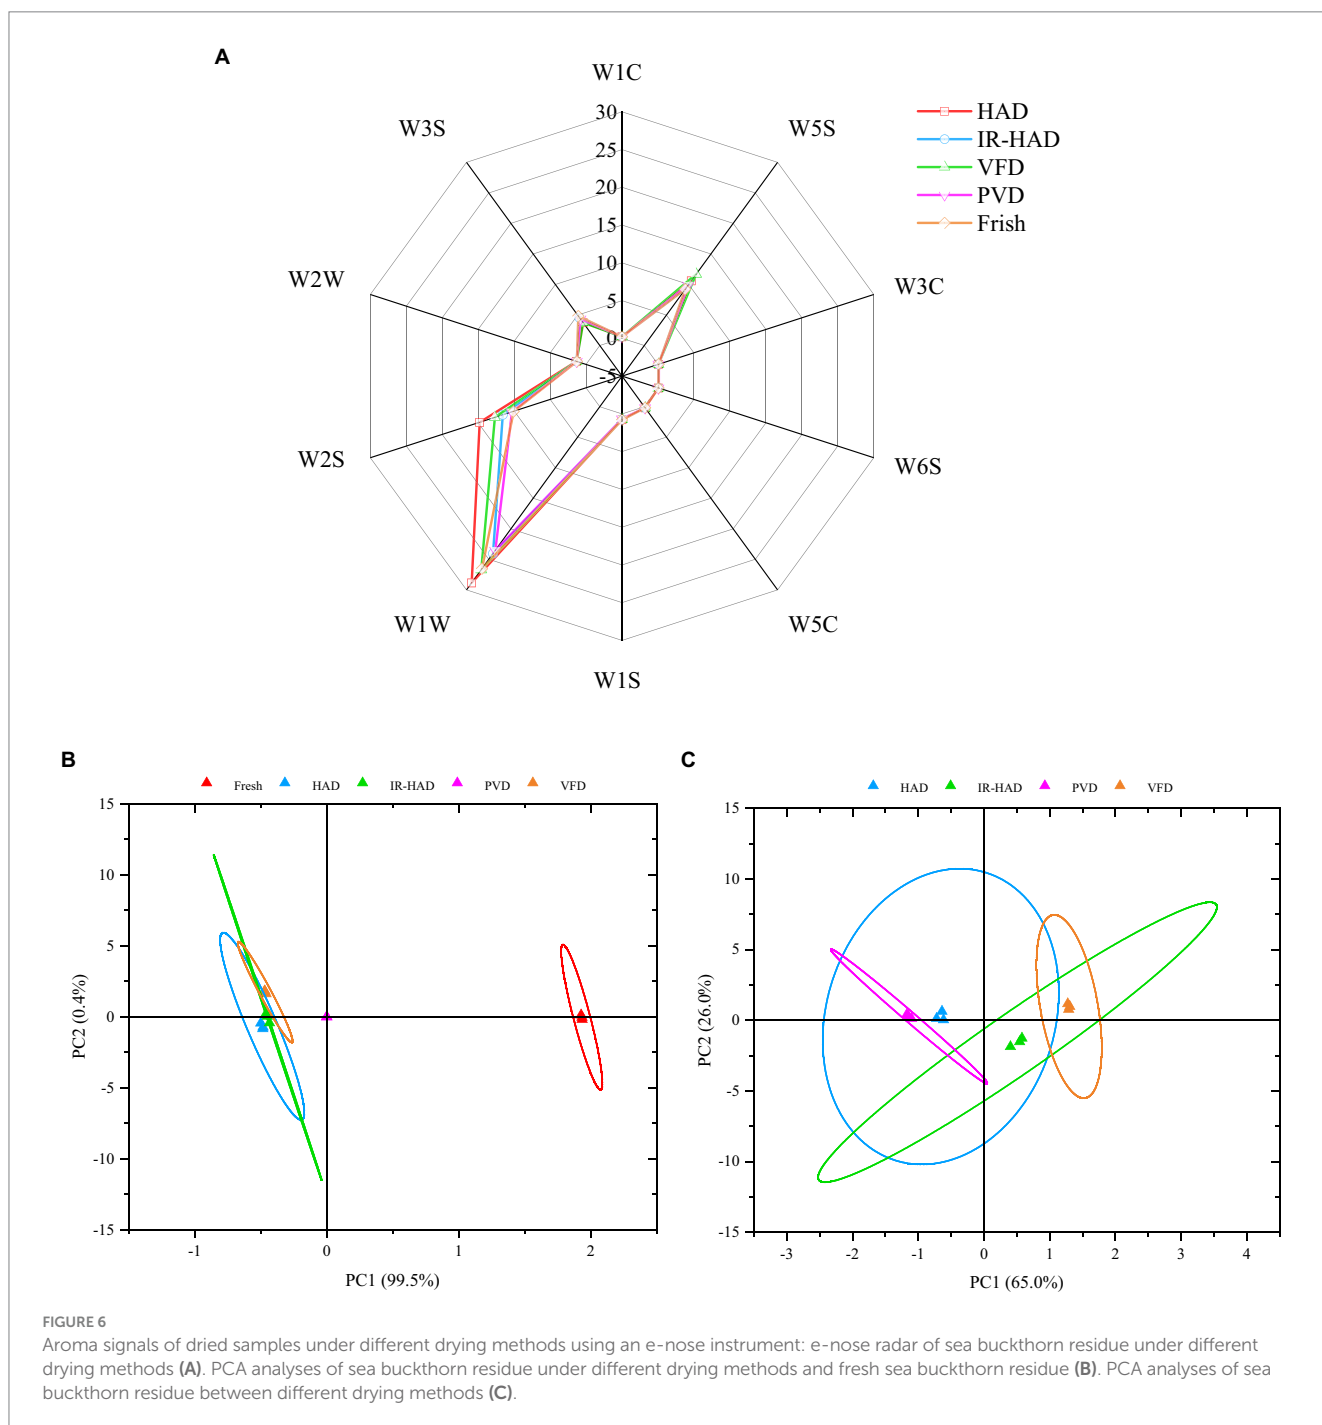 A
W1C
W5S
W3C
W6S
W5C
W1S
W1W
W2S
W2W
W3S
30
25
20
15
10
5
0
-5
HAD
IR-HAD
VFD
PVD
Frish
B
Fresh HAD IR-HAD PVD VFD
15
10
5
0
-5
-10
-15
PC2 (0.4%)
-1 0 1 2
PC1 (99.5%)
C
HAD IR-HAD PVD VFD
15
10
5
0
-5
-10
-15
PC2 (26.0%)
-3 -2 -1 0 1 2 3 4
PC1 (65.0%)
FIGURE 6
Aroma signals of dried samples under different drying methods using an e-nose instrument: e-nose radar of sea buckthorn residue under different
drying methods (A). PCA analyses of sea buckthorn residue under different drying methods and fresh sea buckthorn residue (B). PCA analyses of sea
buckthorn residue between different drying methods (C).